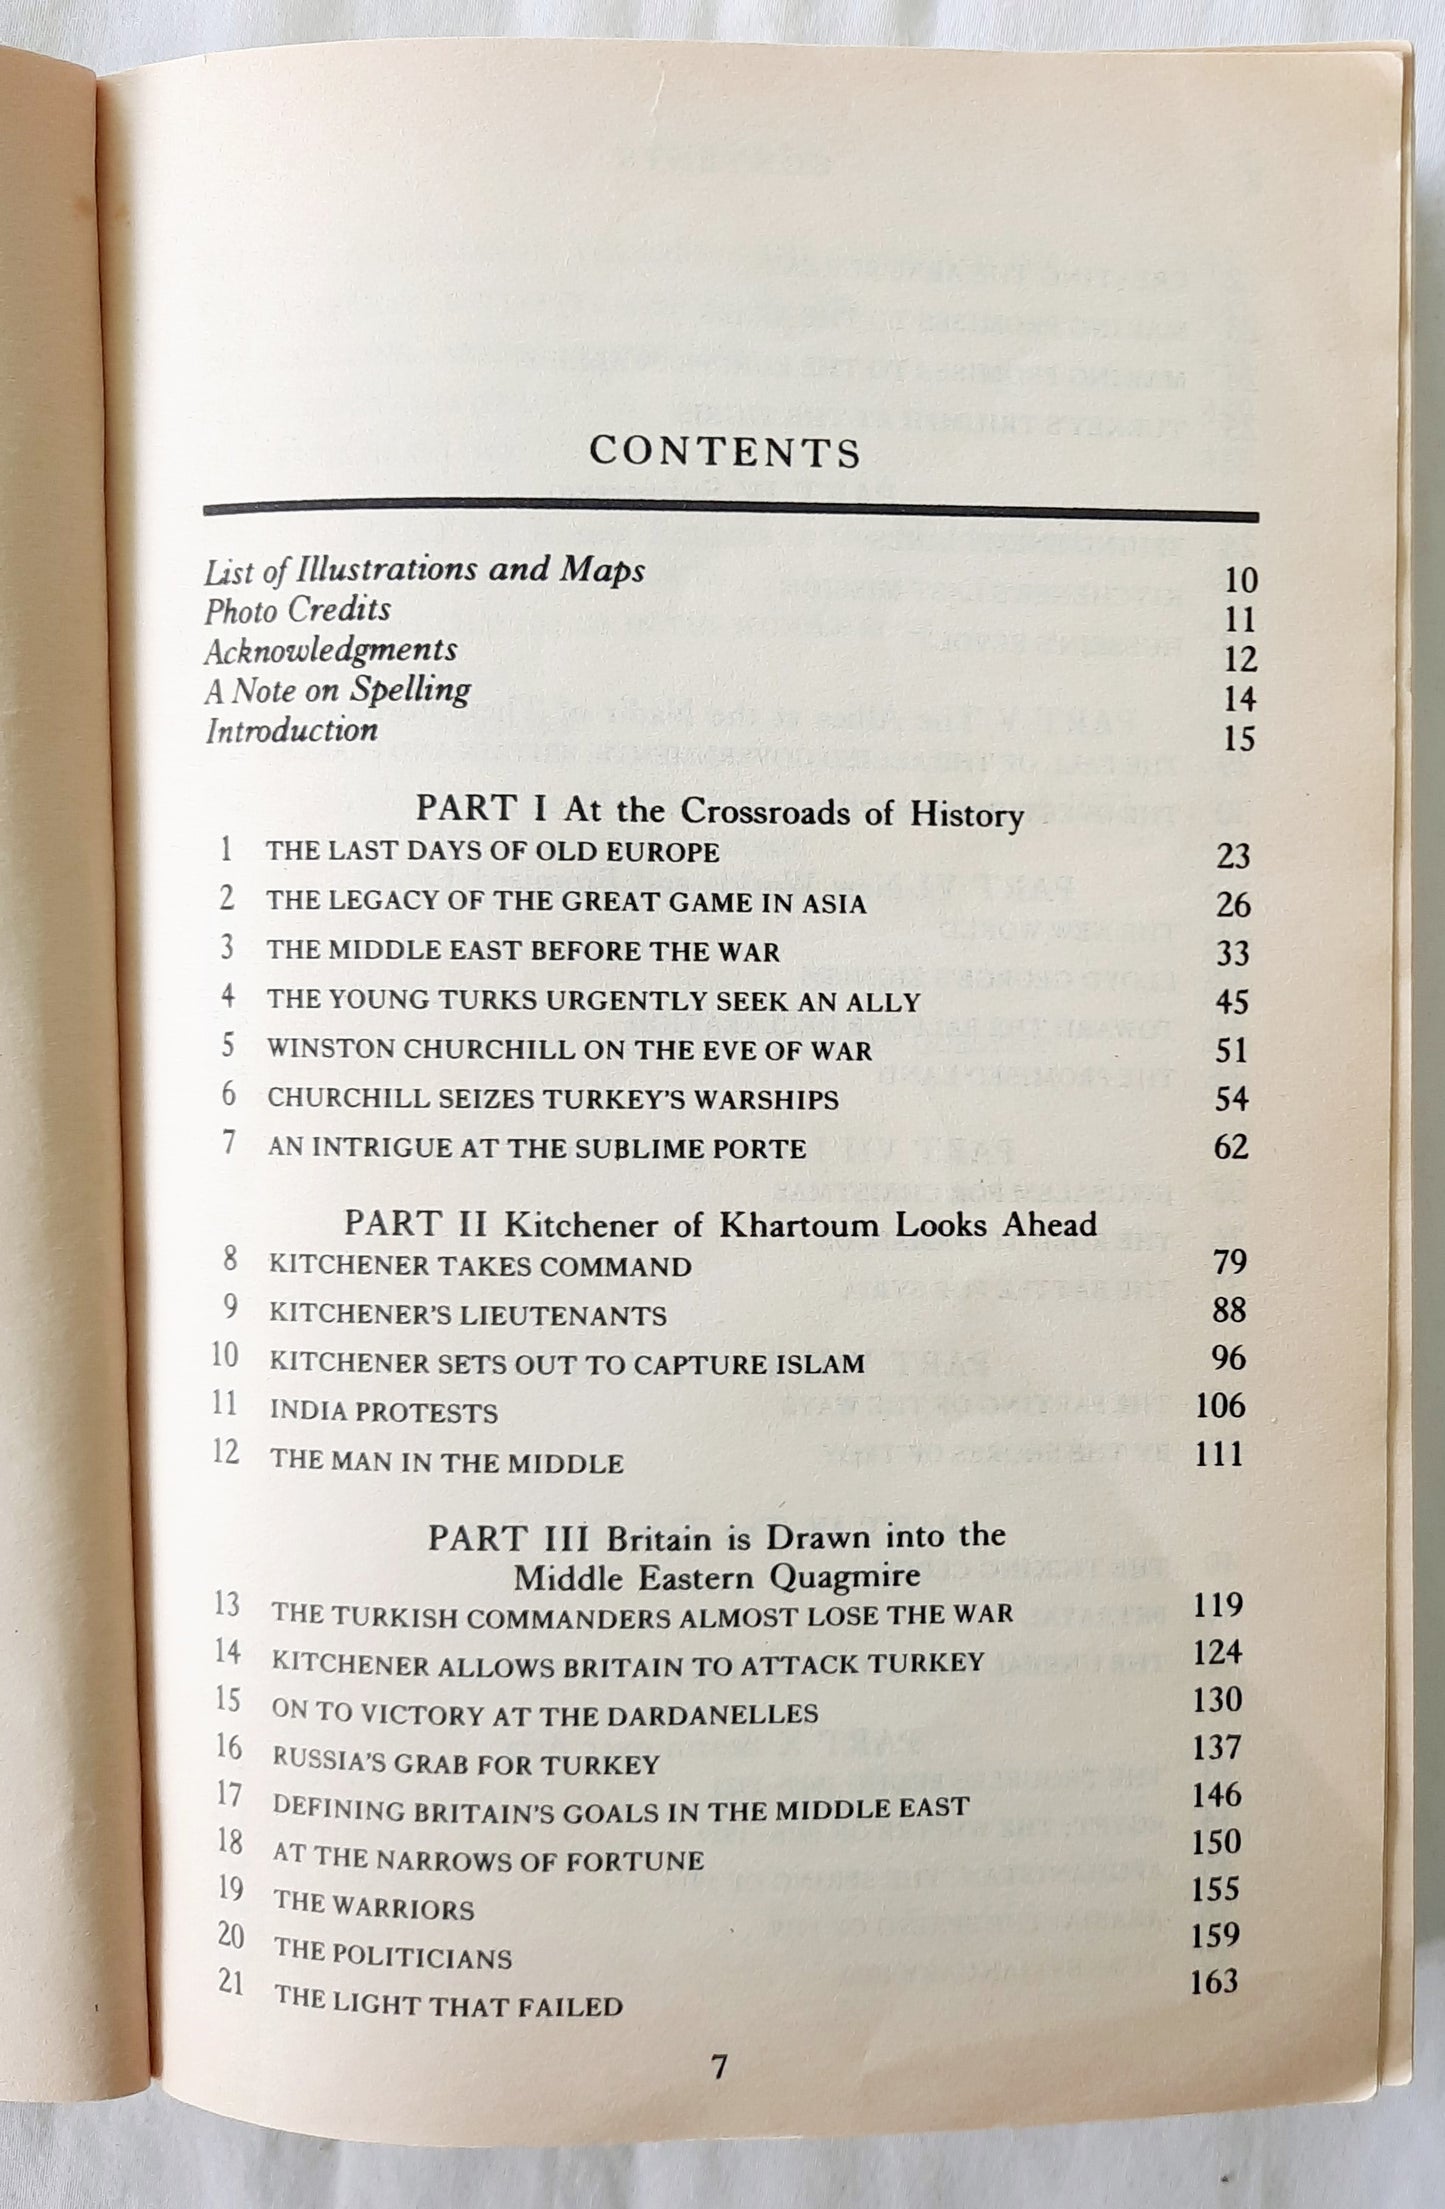 CONTENTS
List of Illustrations and Maps 10
Photo Credits 11
Acknowledgments 12
A Note on Spelling 14
Introduction 15
PART I At the Crossroads of History
1 THE LAST DAYS OF OLD EUROPE 23
2 THE LEGACY OF THE GREAT GAME IN ASIA 26
3 THE MIDDLE EAST BEFORE THE WAR 33
4 THE YOUNG TURKS URGENTLY SEEK AN ALLY 45
5 WINSTON CHURCHILL ON THE EVE OF WAR 51
6 CHURCHILL SEIZES TURKEY'S WARSHIPS 54
7 AN INTRIGUE AT THE SUBLIME PORTE 62
PART II Kitchener of Khartoum Looks Ahead
8 KITCHENER TAKES COMMAND 79
9 KITCHENER'S LIEUTENANTS 88
10 KITCHENER SETS OUT TO CAPTURE ISLAM 96
11 INDIA PROTESTS 106
12 THE MAN IN THE MIDDLE 111
PART III Britain is Drawn into the
Middle Eastern Quagmire
13 THE TURKISH COMMANDERS ALMOST LOSE THE WAR 119
14 KITCHENER ALLOWS BRITAIN TO ATTACK TURKEY 124
15 ON TO VICTORY AT THE DARDANELLES 130
16 RUSSIA'S GRAB FOR TURKEY 137
17 DEFINING BRITAIN'S GOALS IN THE MIDDLE EAST 146
18 AT THE NARROWS OF FORTUNE 150
19 THE WARRIORS 155
20 THE POLITICIANS 159
21 THE LIGHT THAT FAILED 163
7